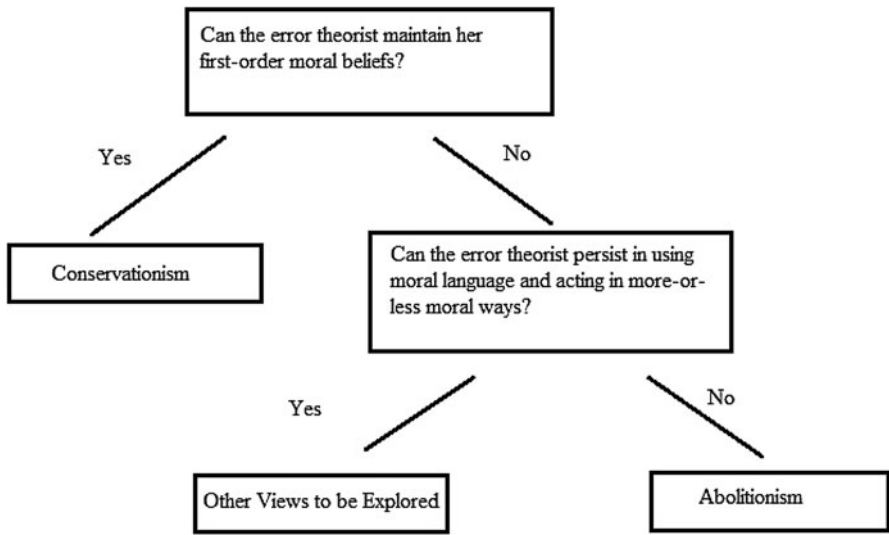 Can the error theorist maintain her
first-order moral beliefs?
Yes
No
Conservationism
Can the error theorist persist in using
moral language and acting in more-or-
less moral ways?
Yes
No
Other Views to be Explored
Abolitionism